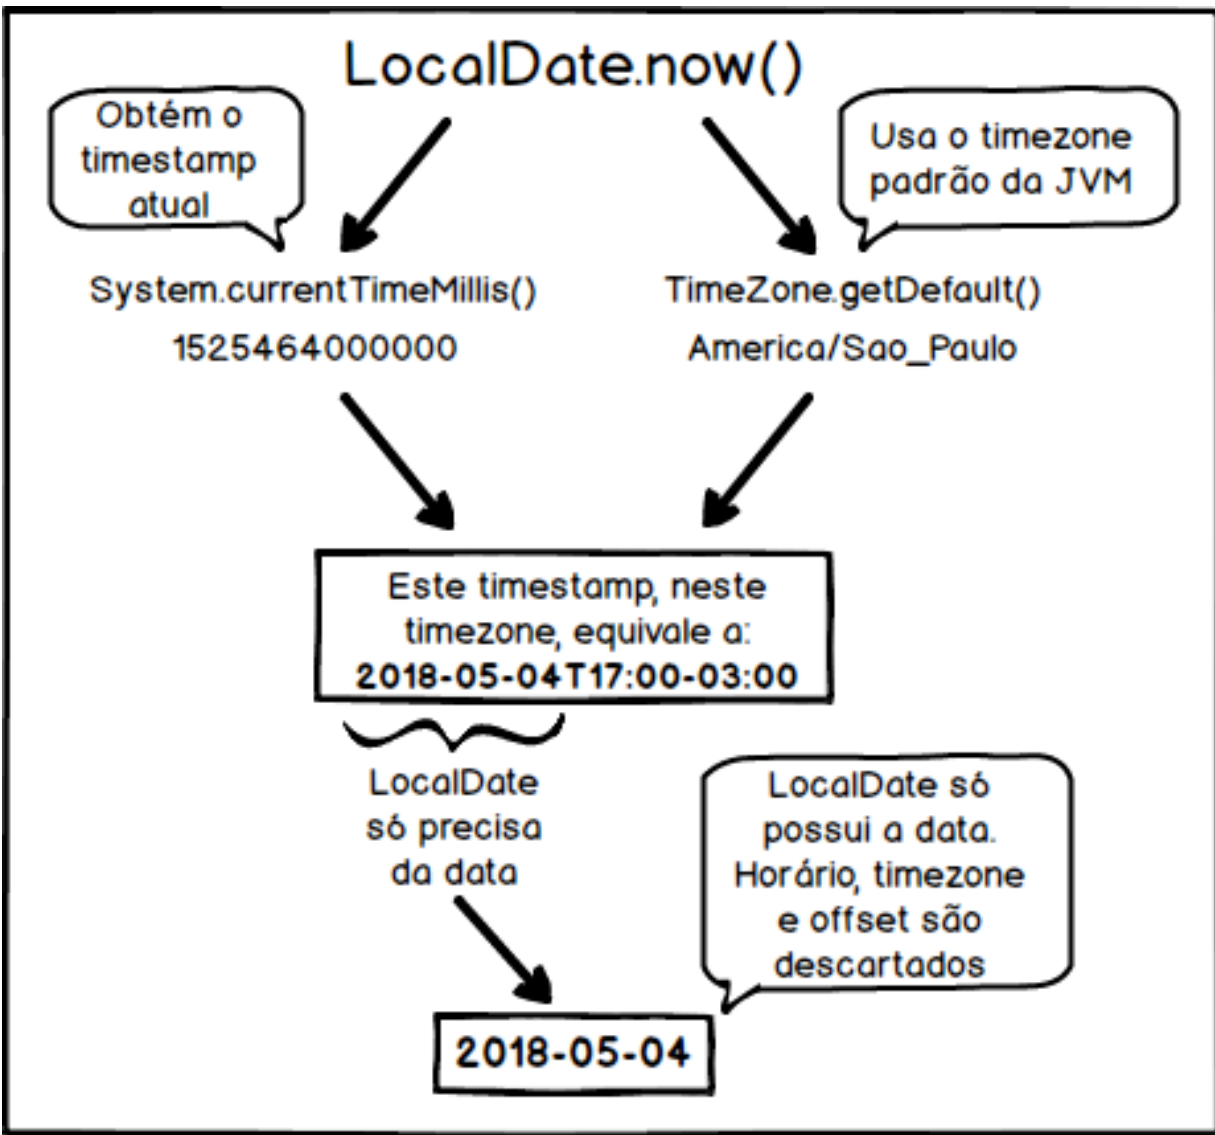 LocalDate.now()
Obtém o
timestamp
atual
Usa o timezone
padrão da JVM
System.currentTimeMillis()
1525464000000
TimeZone.getDefault()
America/Sao_Paulo
Este timestamp, neste
timezone, equivale a:
2018-05-04T17:00-03:00
LocalDate
só precisa
da data
LocalDate só
possui a data.
Horário, timezone
e offset são
descartados
2018-05-04